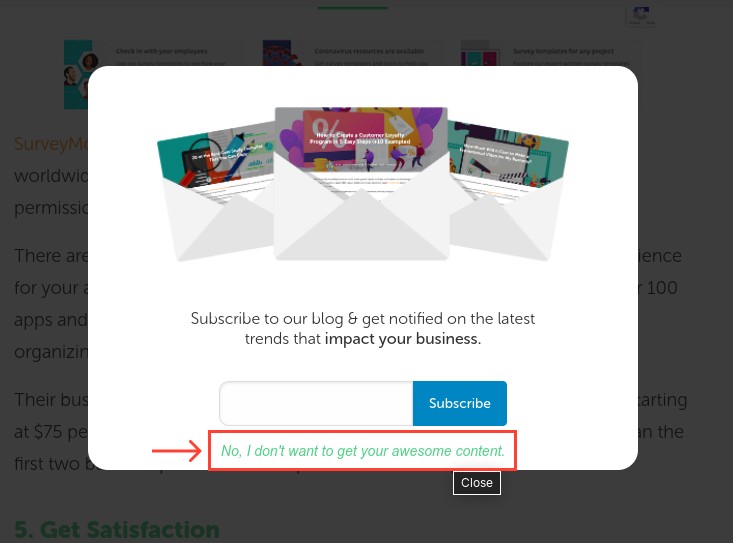 Check in with your employees
Coronavirus resources are available
Survey templates for any project
How to Create a Customer Loyalty
Program in 5 Easy Steps (+10 Examples)
worldwid
permissio
There are
ience
for your a
r 100
apps and
organizin
Their bus
tarting
at $75 pe
an the
first two b
Subscribe to our blog & get notified on the latest
trends that impact your business.
Subscribe
No, I don't want to get your awesome content.
Close
5. Get Satisfaction